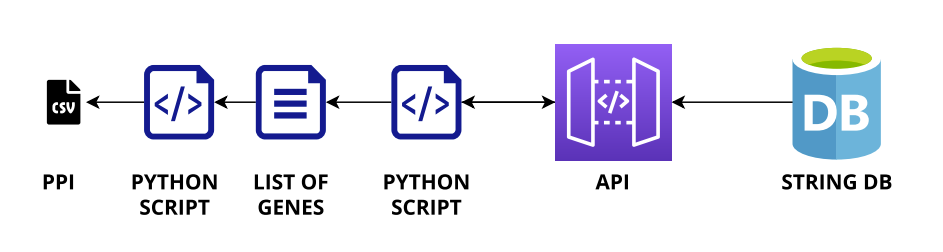 CSV
</>
</>
</>
DB
PPI
PYTHON
SCRIPT
LIST OF
GENES
PYTHON
SCRIPT
API
STRING DB